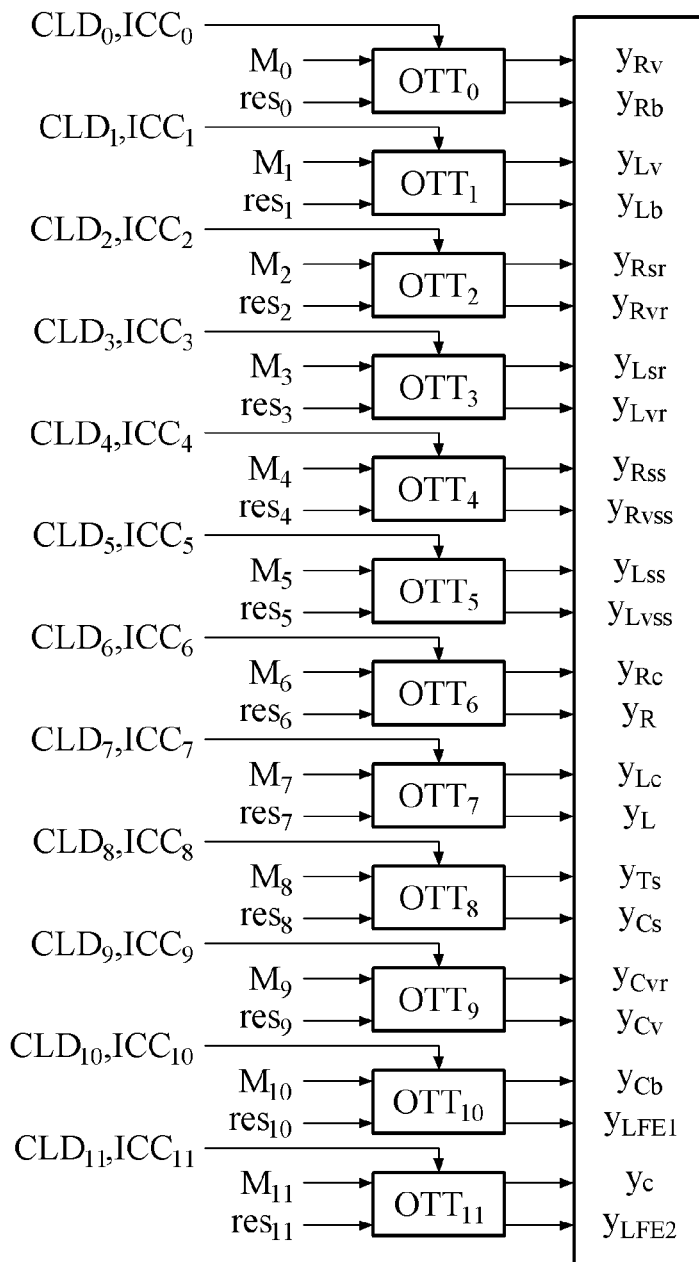 CLD₀,ICC₀
M₀ OTT₀ yRv
res₀ yRb
CLD₁,ICC₁
M₁ OTT₁ yLv
res₁ yLb
CLD₂,ICC₂
M₂ OTT₂ yRsr
res₂ yRvr
CLD₃,ICC₃
M₃ OTT₃ yLsr
res₃ yLvr
CLD₄,ICC₄
M₄ OTT₄ yRss
res₄ yRvss
CLD₅,ICC₅
M₅ OTT₅ yLss
res₅ yLvss
CLD₆,ICC₆
M₆ OTT₆ yRc
res₆ yR
CLD₇,ICC₇
M₇ OTT₇ yLc
res₇ yL
CLD₈,ICC₈
M₈ OTT₈ yTs
res₈ yCs
CLD₉,ICC₉
M₉ OTT₉ yCvr
res₉ yCv
CLD₁₀,ICC₁₀
M₁₀ OTT₁₀ yCb
res₁₀ yLFE1
CLD₁₁,ICC₁₁
M₁₁ OTT₁₁ yc
res₁₁ yLFE2